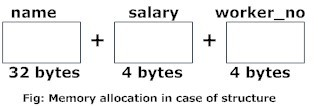 name salary worker_no
+ +
32 bytes 4 bytes 4 bytes
Fig: Memory allocation in case of structure